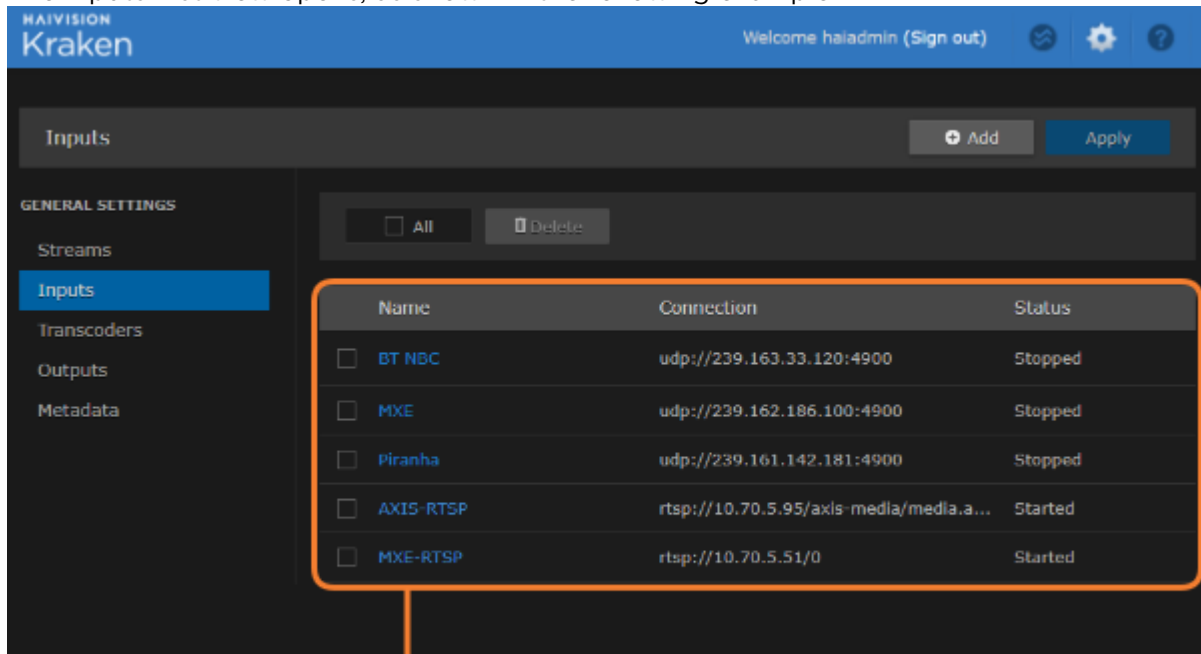 HAIVISION
Kraken
Welcome haiadmin (Sign out)
Inputs
Add
Apply
GENERAL SETTINGS
Streams
Inputs
Transcoders
Outputs
Metadata
All
Delete
Name Connection Status
BT NBC udp://239.163.33.120:4900 Stopped
MXE udp://239.162.186.100:4900 Stopped
Piranha udp://239.161.142.181:4900 Stopped
AXIS-RTSP rtsp://10.70.5.95/axis-media/media.a... Started
MXE-RTSP rtsp://10.70.5.51/0 Started